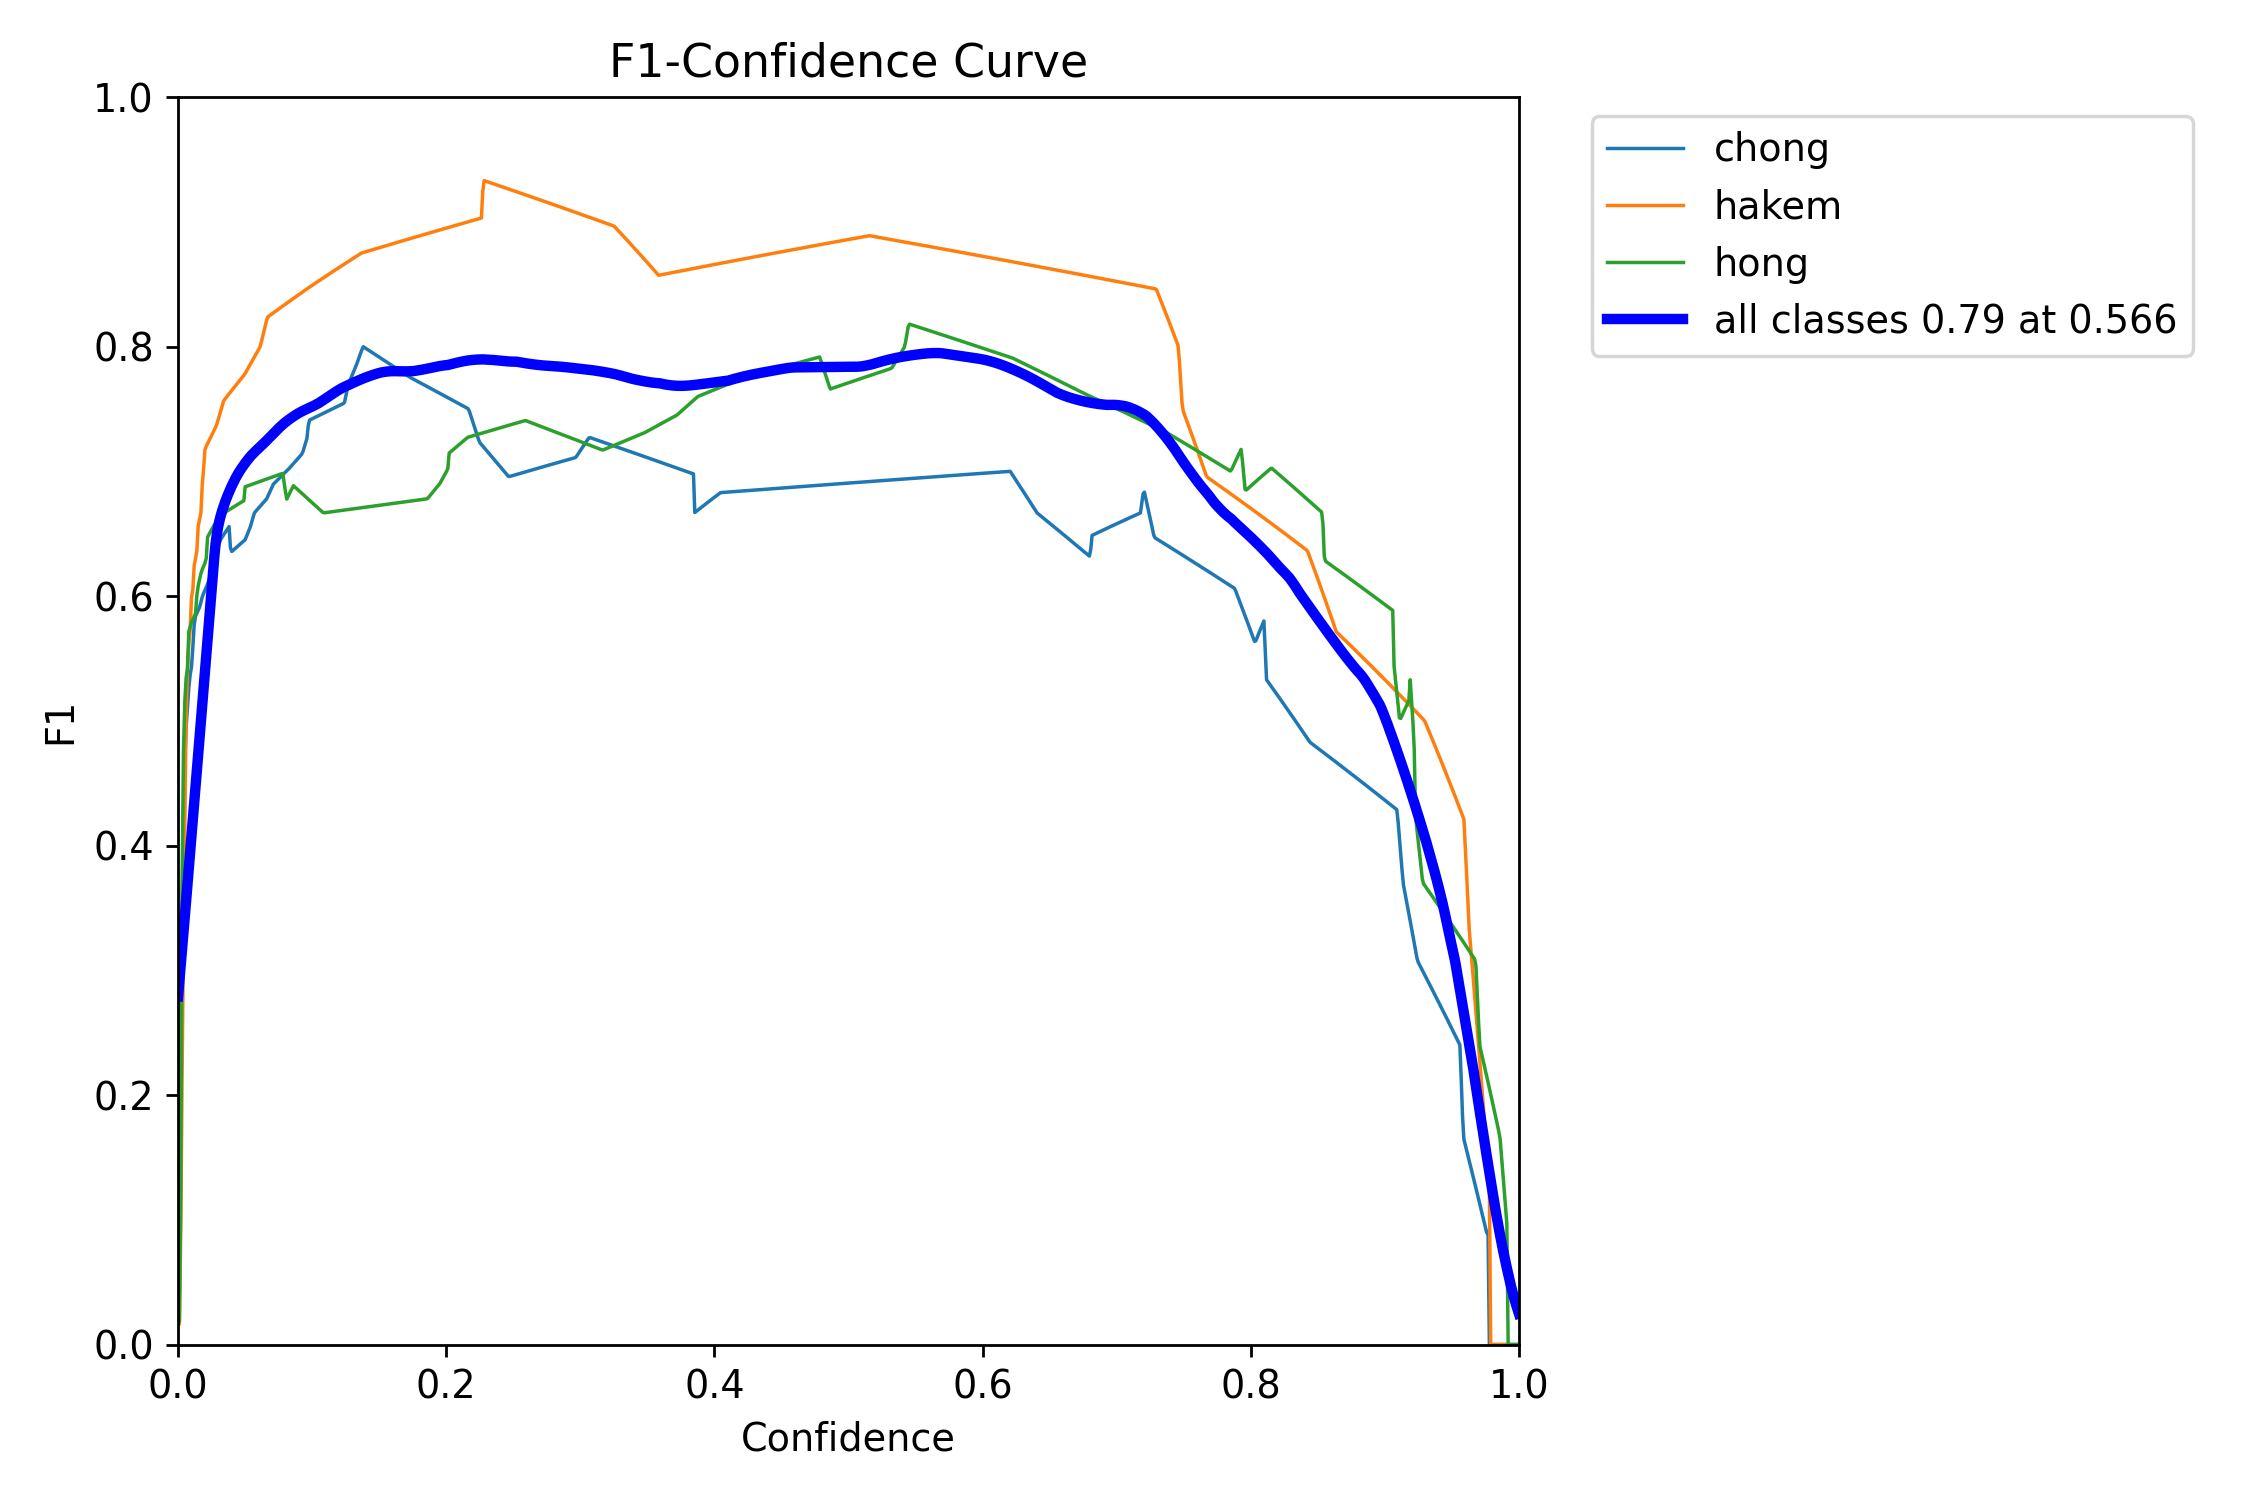 F1-Confidence Curve
1.0
0.8
0.6
0.4
0.2
0.0
F1
0.0 0.2 0.4 0.6 0.8 1.0
Confidence
chong
hakem
hong
all classes 0.79 at 0.566